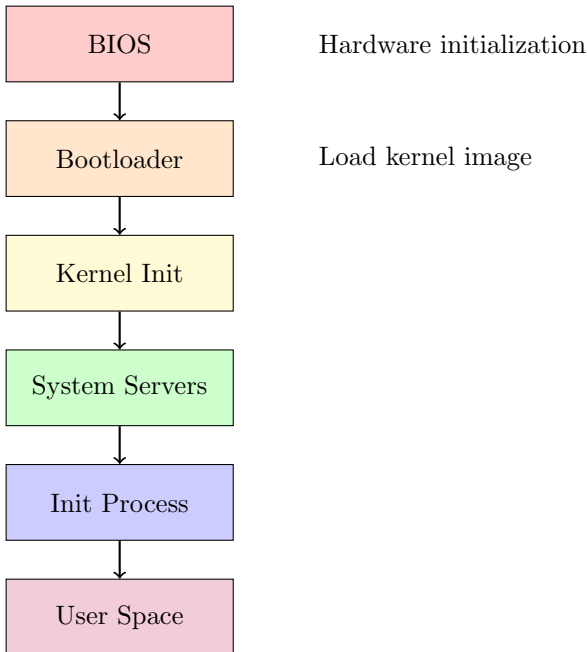 BIOS
Hardware initialization
Bootloader
Load kernel image
Kernel Init
System Servers
Init Process
User Space